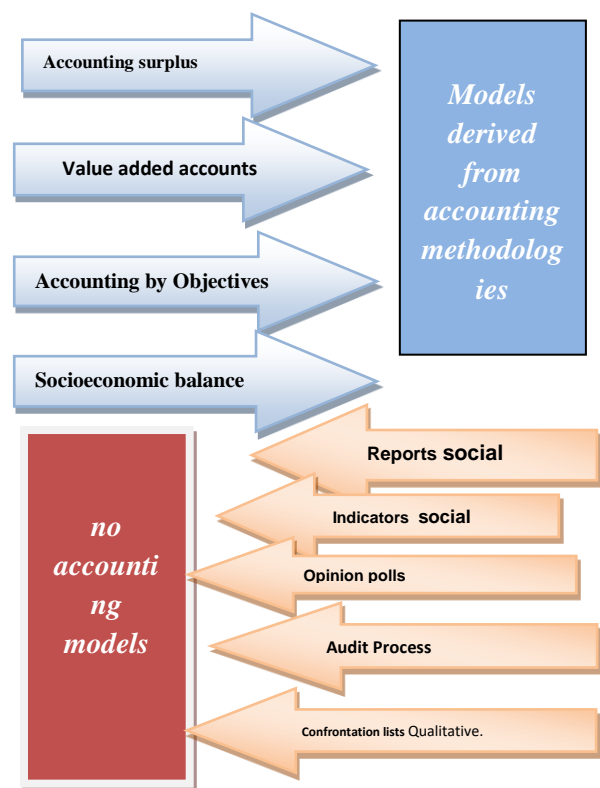 Accounting surplus
Value added accounts
Accounting by Objectives
Socioeconomic balance
Models
derived
from
accounting
methodolog
ies
no
accounti
ng
models
Reports social
Indicators social
Opinion polls
Audit Process
Confrontation lists Qualitative.